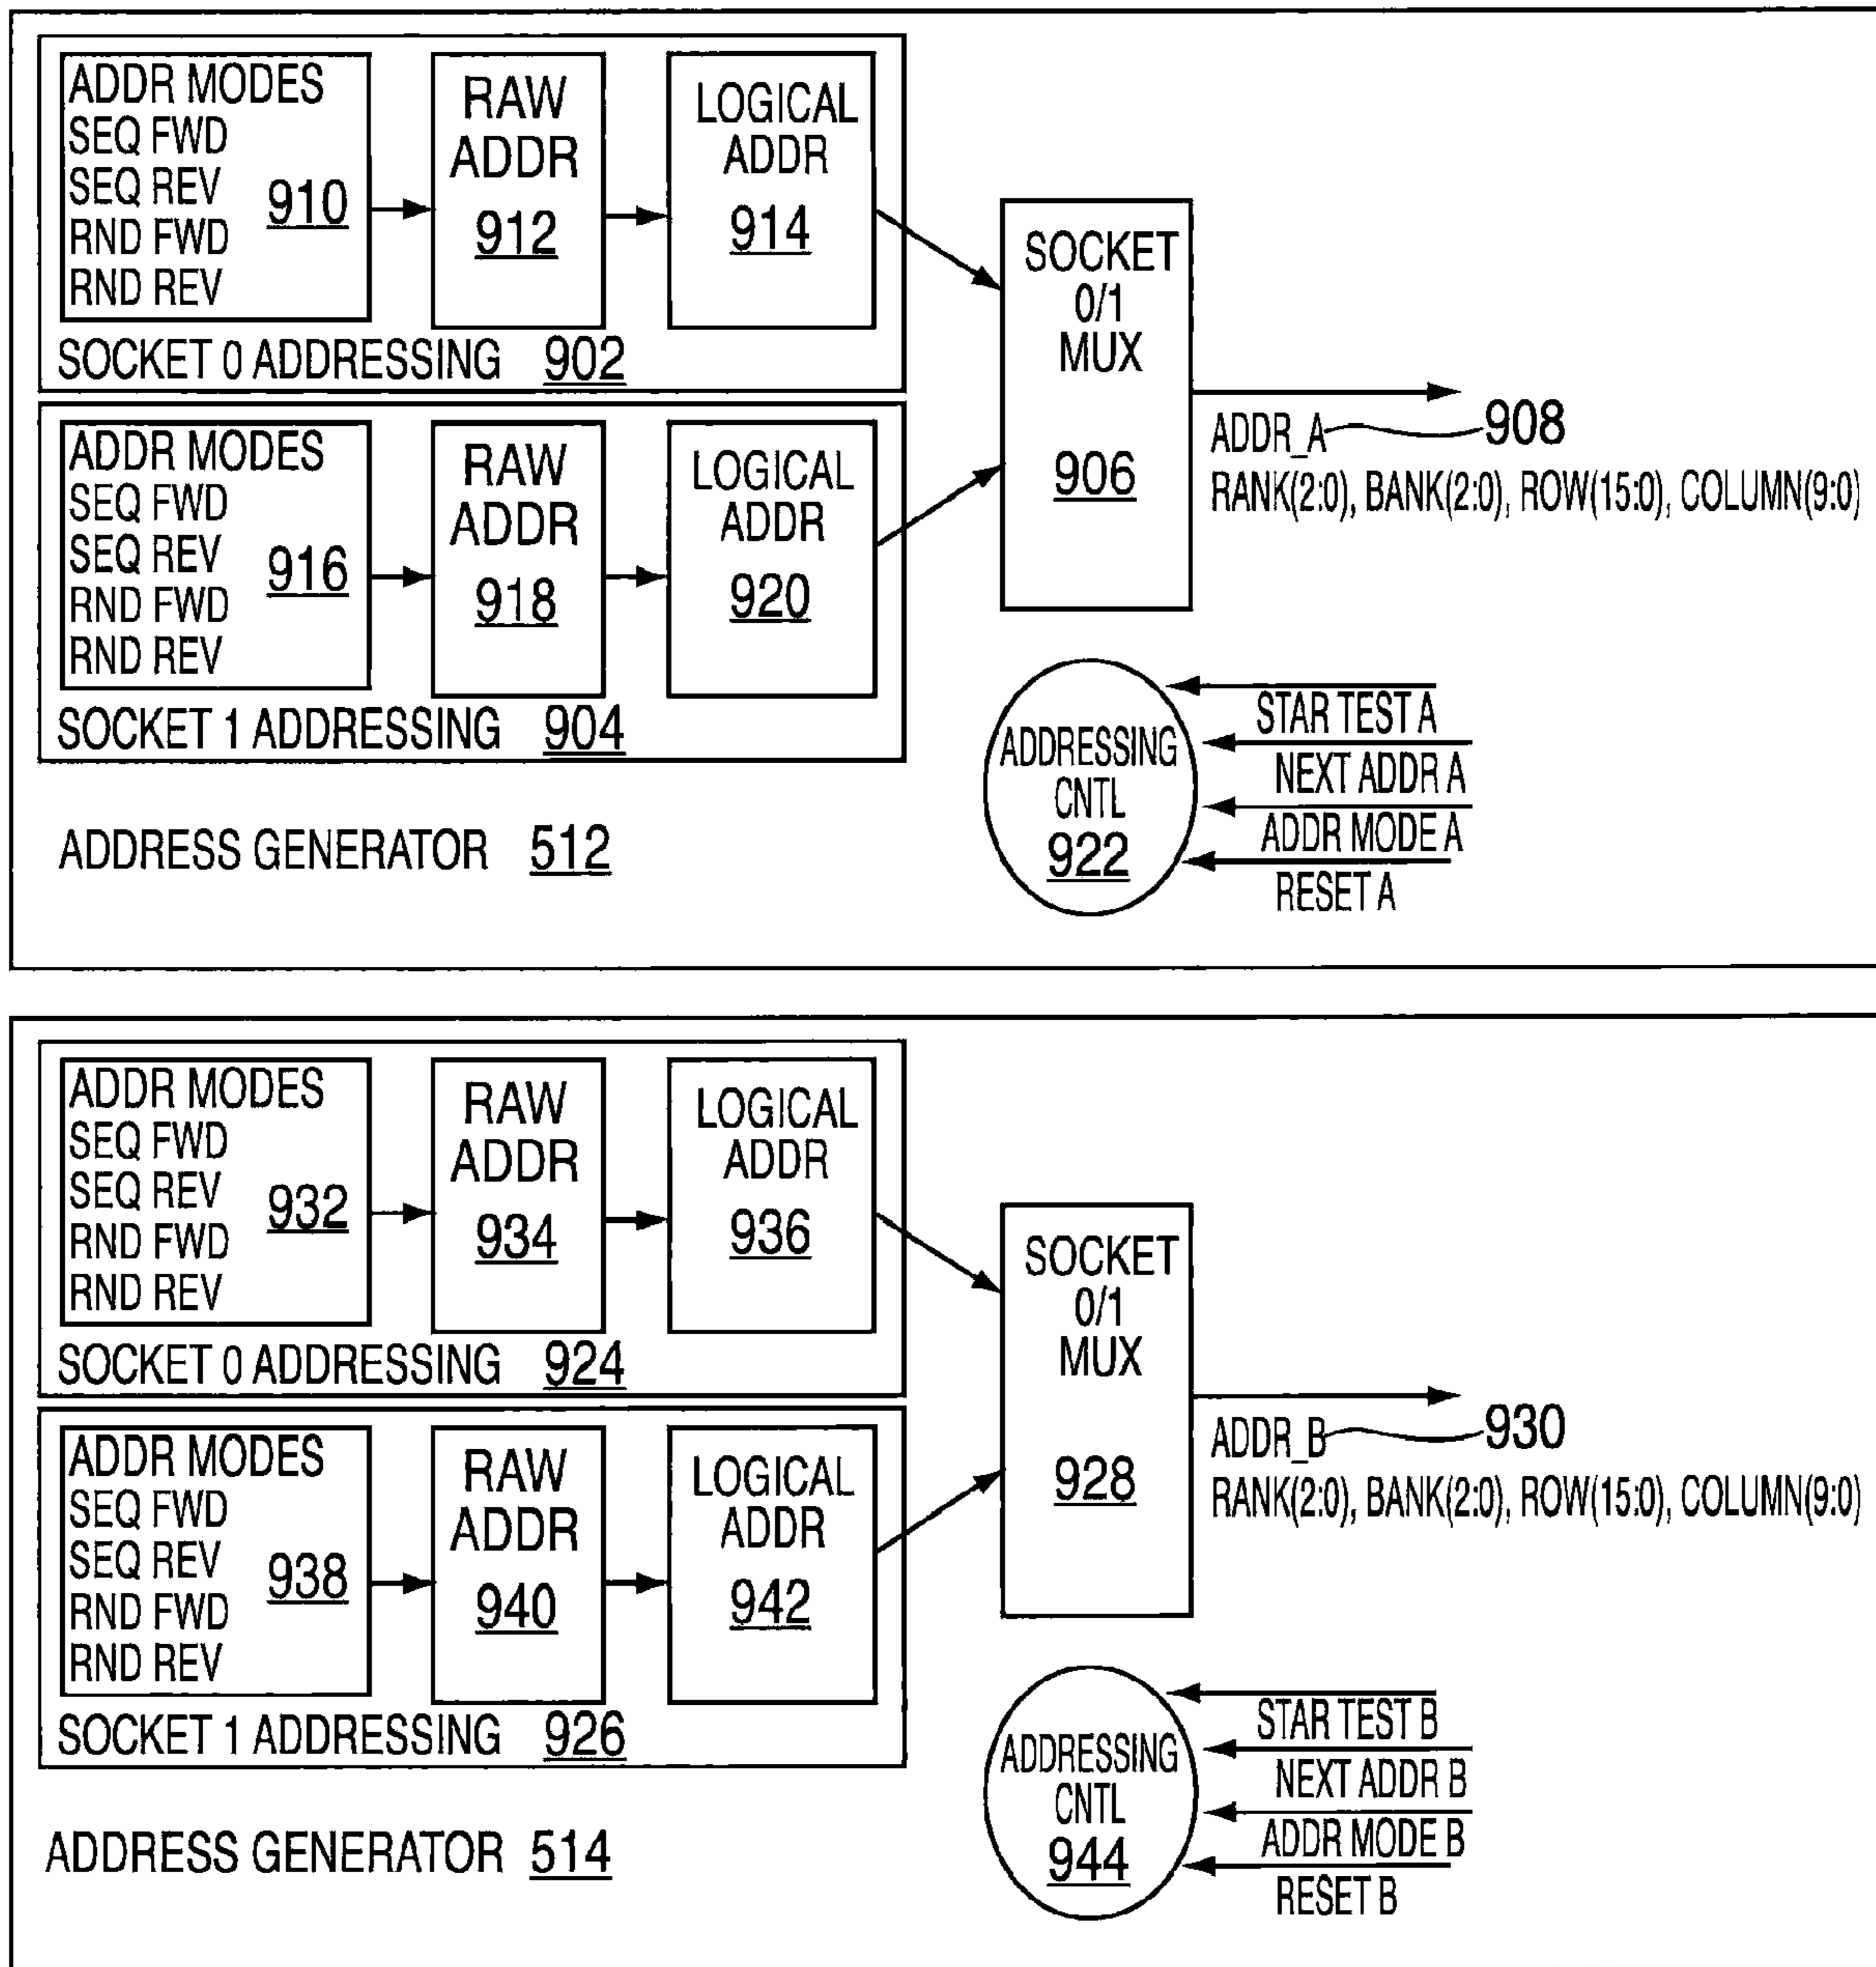 ADDR MODES
SEQ FWD
SEQ REV
RND FWD
RND REV
910
RAW
ADDR
912
LOGICAL
ADDR
914
SOCKET 0 ADDRESSING 902
ADDR MODES
SEQ FWD
SEQ REV
RND FWD
RND REV
916
RAW
ADDR
918
LOGICAL
ADDR
920
SOCKET 1 ADDRESSING 904
SOCKET
0/1
MUX
906
ADDR_A 908
RANK(2:0), BANK(2:0), ROW(15:0), COLUMN(9:0)
ADDRESSING
CNTL
922
STAR TEST A
NEXT ADDR A
ADDR MODE A
RESET A
ADDRESS GENERATOR 512
ADDR MODES
SEQ FWD
SEQ REV
RND FWD
RND REV
932
RAW
ADDR
934
LOGICAL
ADDR
936
SOCKET 0 ADDRESSING 924
ADDR MODES
SEQ FWD
SEQ REV
RND FWD
RND REV
938
RAW
ADDR
940
LOGICAL
ADDR
942
SOCKET 1 ADDRESSING 926
SOCKET
0/1
MUX
928
ADDR_B 930
RANK(2:0), BANK(2:0), ROW(15:0), COLUMN(9:0)
ADDRESSING
CNTL
944
STAR TEST B
NEXT ADDR B
ADDR MODE B
RESET B
ADDRESS GENERATOR 514